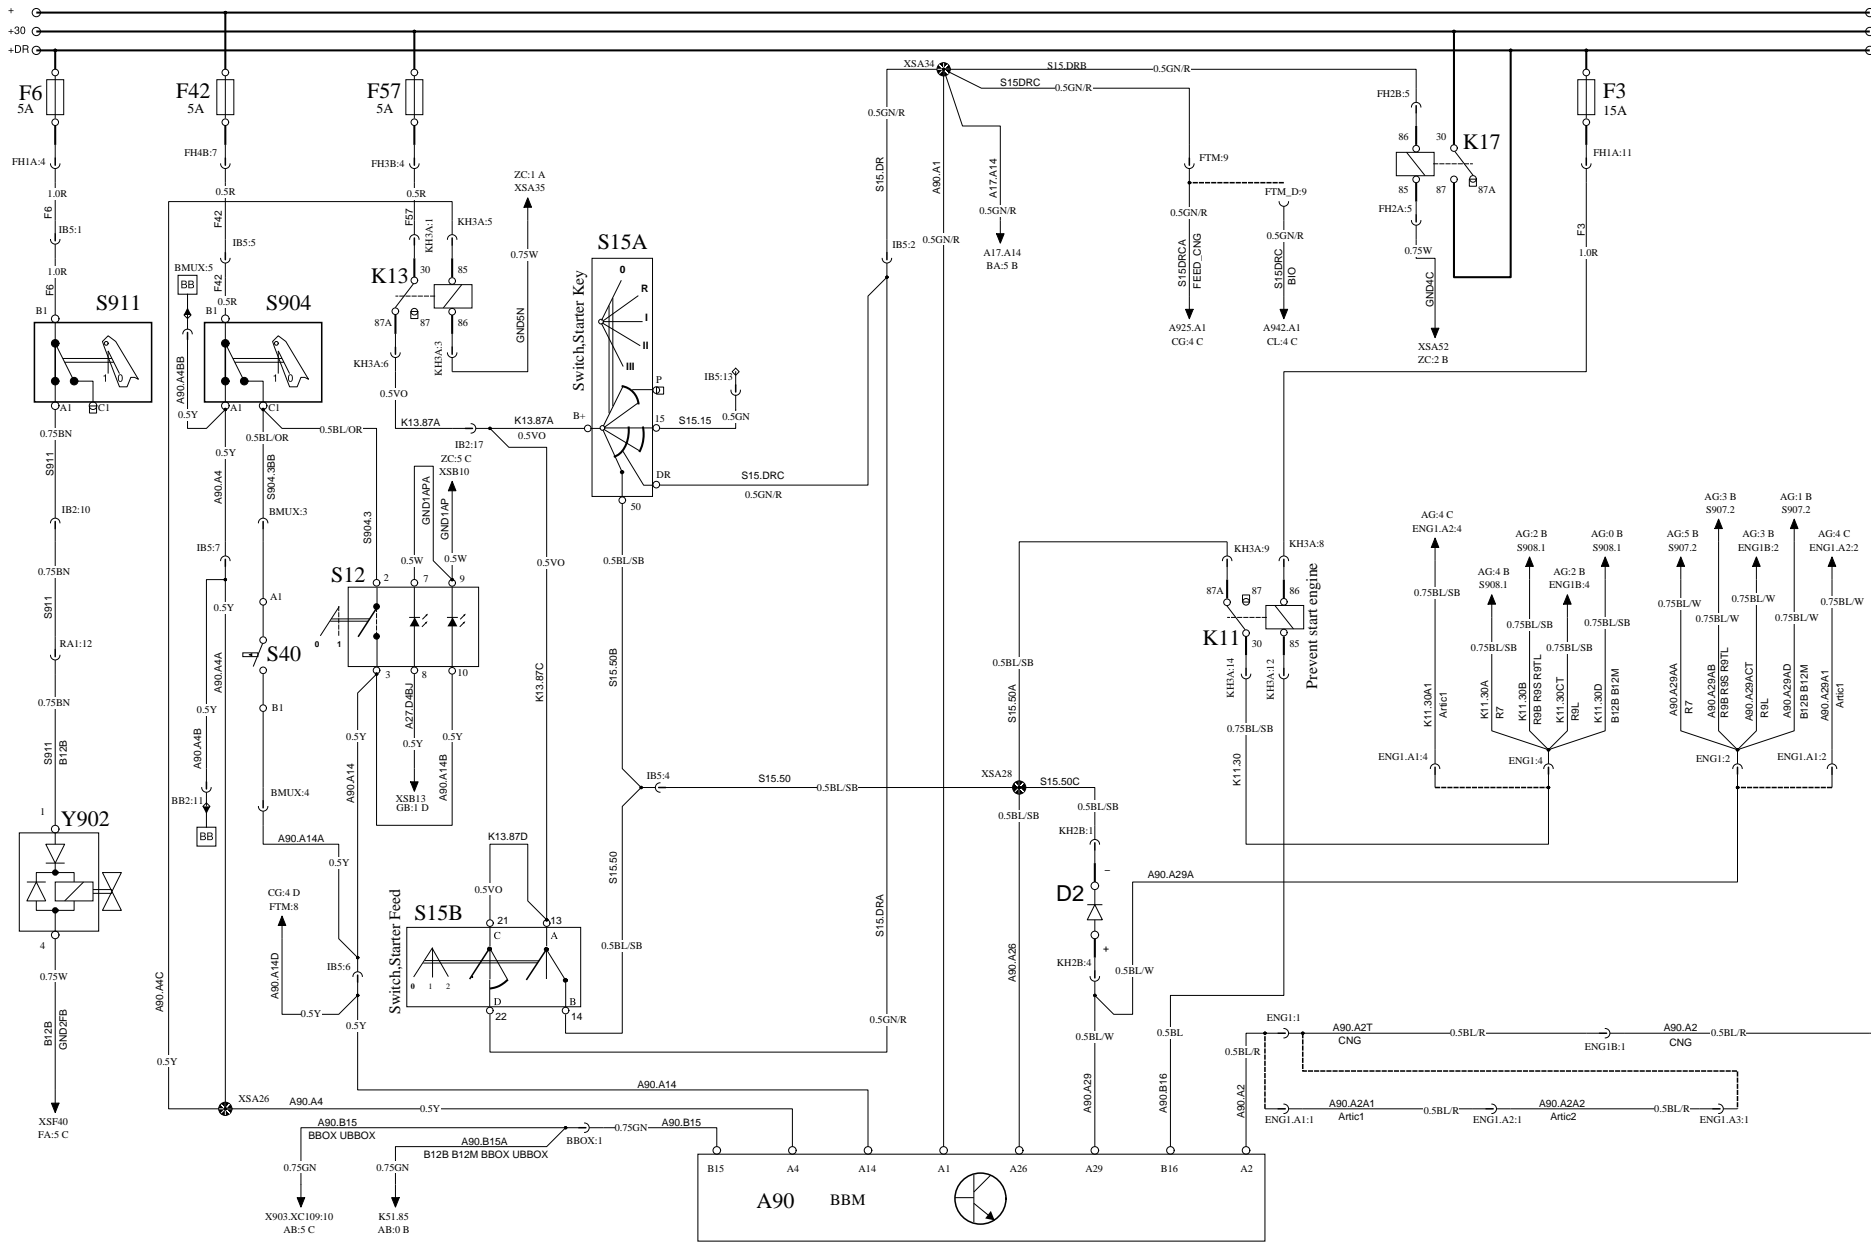 +
+30
+DR
F6
5A
F42
5A
F57
5A
F3
15A
XSA34
S15.DRB
0.5GN/R
S15DRC
0.5GN/R
0.5GN/R
FH2B:5
86
30
K17
85
87
87A
FH2A:5
0.75W
GND4C
XSA52
ZC:2 B
FH1A:11
F3
1.0R
FH1A:4
FH4B:7
FH3B:4
1.0R
F6
IB5:1
1.0R
F6
0.5R
F42
IB5:5
F42
0.5R
0.5R
F57
KH3A:1
KH3A:5
ZC:1 A
XSA35
0.75W
GND5N
BMUX:5
BB
A90.A4BB
0.5Y
K13
30
85
87A
87
86
KH3A:6
KH3A:3
0.5VO
K13.87A
K13.87A
0.5VO
IB2:17
S15A
Switch,Starter Key
0
R
I
II
III
P
B+
15
DR
50
IB5:13
0.5GN
S15.15
S15.DRC
0.5GN/R
S15.DR
IB5:2
A90.A1
0.5GN/R
A17.A14
0.5GN/R
A17.A14
BA:5 B
FTM:9
FTM_D:9
0.5GN/R
S15DRCA
FEED_CNG
0.5GN/R
S15DRC
BIO
A925.A1
CG:4 C
A942.A1
CL:4 C
S911
B1
1 0
A1
C1
S904
B1
1 0
A1
C1
0.75BN
S911
IB2:10
0.75BN
S911
RA1:12
0.75BN
S911
B12B
0.5Y
A90.A4
IB5:7
0.5Y
A90.A4A
0.5Y
A90.A4B
BB2:11
BB
0.5BL/OR
0.5BL/OR
S904.3BB
BMUX:3
A1
S40
B1
BMUX:4
A90.A14A
0.5Y
S904.3
S12
0 1
2
7
9
3
8
10
ZC:5 C
XSB10
GND1APA
GND1AP
0.5W
0.5W
0.5Y
A90.A14
A27.D4BJ
0.5Y
XSB13
GB:1 D
0.5Y
A90.A14B
K13.87C
0.5VO
0.5BL/SB
S15.50B
IB5:4
S15.50
0.5BL/SB
XSA28
S15.50C
0.5BL/SB
S15.50A
0.5BL/SB
0.5BL/SB
KH2B:1
−
D2
+
KH2B:4
0.5BL/W
A90.A29A
0.5BL/W
A90.A29
A90.A26
KH3A:9
KH3A:8
87A
87
86
K11
30
85
Prevent start engine
KH3A:14
KH3A:12
0.75BL/SB
K11.30
AG:4 C
ENG1.A2:4
0.75BL/SB
K11.30A1
Artic1
AG:4 B
S908.1
0.75BL/SB
K11.30A
R7
AG:2 B
S908.1
0.75BL/SB
K11.30B
R9B R9S R9TL
AG:2 B
ENG1B:4
0.75BL/SB
K11.30CT
R9L
AG:0 B
S908.1
0.75BL/SB
K11.30D
B12B B12M
AG:5 B
S907.2
0.75BL/W
A90.A29AA
R7
AG:3 B
S907.2
0.75BL/W
A90.A29AB
R9B R9S R9TL
AG:3 B
ENG1B:2
0.75BL/W
A90.A29ACT
R9L
AG:1 B
S907.2
0.75BL/W
A90.A29AD
B12B B12M
AG:4 C
ENG1.A2:2
0.75BL/W
A90.A29A1
Artic1
ENG1.A1:4
ENG1:4
ENG1:2
ENG1.A1:2
Y902
1
4
0.75W
B12B
GND2FB
XSF40
FA:5 C
A90.A4C
0.5Y
CG:4 D
FTM:8
A90.A14D
0.5Y
IB5:6
0.5Y
K13.87D
0.5VO
S15B
Switch,Starter Feed
21
13
C
A
0 1 2
D
B
22
14
S15.50
0.5BL/SB
S15.DRA
0.5GN/R
XSA26
A90.A4
0.5Y
A90.A14
A90.B15
BBOX UBBOX
A90.B15A
B12B B12M BBOX UBBOX
BBOX:1
0.75GN
A90.B15
0.75GN
0.75GN
X903.XC109:10
AB:5 C
K51.85
AB:0 B
0.5BL
A90.B16
0.5BL/R
A90.A2
ENG1:1
A90.A2T
CNG
0.5BL/R
ENG1B:1
A90.A2
CNG
0.5BL/R
ENG1.A1:1
A90.A2A1
Artic1
0.5BL/R
ENG1.A2:1
A90.A2A2
Artic2
0.5BL/R
ENG1.A3:1
B15
A4
A14
A1
A26
A29
B16
A2
A90
BBM